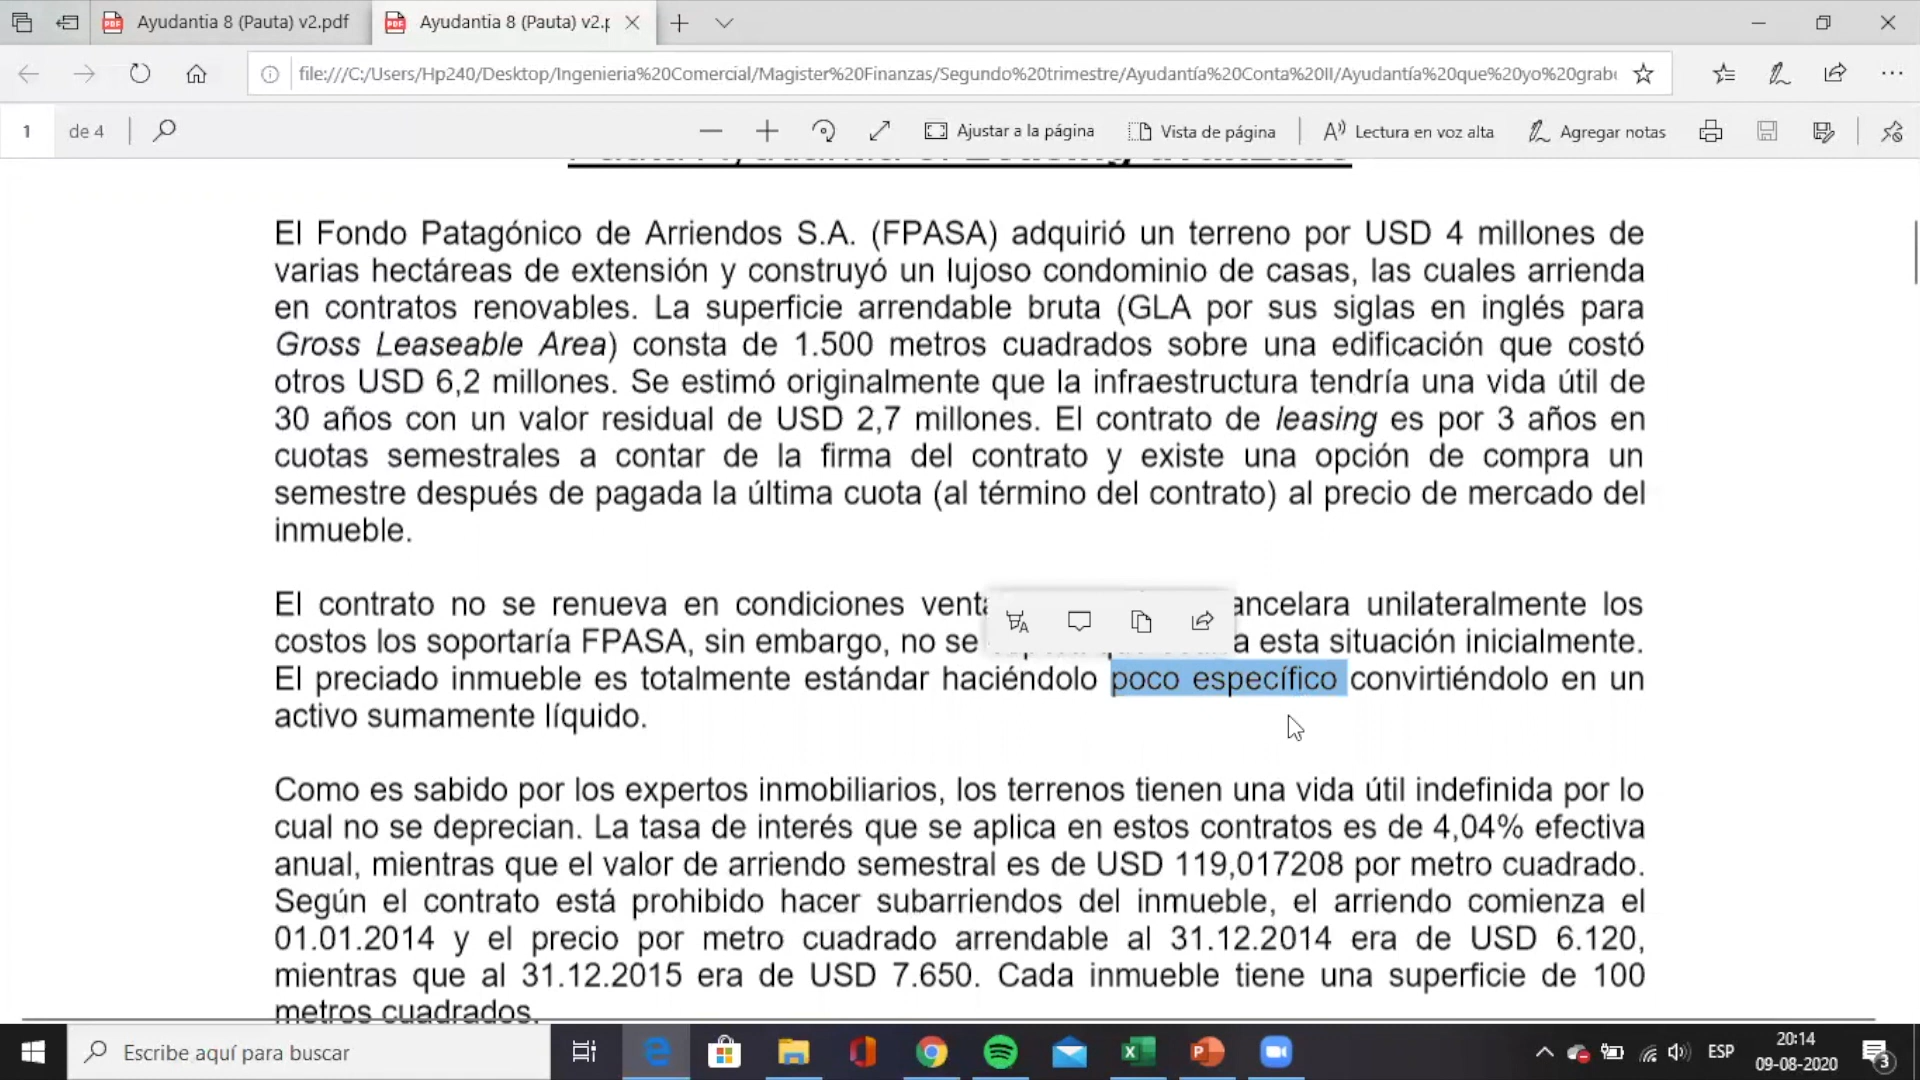 Ayudantia 8 (Pauta) v2.pdf
Ayudantia 8 (Pauta) v2.p
file:///C:/Users/Hp240/Desktop/Ingenieria%20Comercial/Magister%20Finanzas/Segundo%20trimestre/Ayudantía%20Conta%20II/Ayudantía%20que%20yo%20grab
1 de 4
Ajustar a la página
Vista de página
Lectura en voz alta
Agregar notas
El Fondo Patagónico de Arriendos S.A. (FPASA) adquirió un terreno por USD 4 millones de
varias hectáreas de extensión y construyó un lujoso condominio de casas, las cuales arrienda
en contratos renovables. La superficie arrendable bruta (GLA por sus siglas en inglés para
Gross Leaseable Area) consta de 1.500 metros cuadrados sobre una edificación que costó
otros USD 6,2 millones. Se estimó originalmente que la infraestructura tendría una vida útil de
30 años con un valor residual de USD 2,7 millones. El contrato de leasing es por 3 años en
cuotas semestrales a contar de la firma del contrato y existe una opción de compra un
semestre después de pagada la última cuota (al término del contrato) al precio de mercado del
inmueble.
El contrato no se renueva en condiciones venta ancelara unilateralmente los
costos los soportaría FPASA, sin embargo, no se a esta situación inicialmente.
El preciado inmueble es totalmente estándar haciéndolo poco específico convirtiéndolo en un
activo sumamente líquido.
Como es sabido por los expertos inmobiliarios, los terrenos tienen una vida útil indefinida por lo
cual no se deprecian. La tasa de interés que se aplica en estos contratos es de 4,04% efectiva
anual, mientras que el valor de arriendo semestral es de USD 119,017208 por metro cuadrado.
Según el contrato está prohibido hacer subarriendos del inmueble, el arriendo comienza el
01.01.2014 y el precio por metro cuadrado arrendable al 31.12.2014 era de USD 6.120,
mientras que al 31.12.2015 era de USD 7.650. Cada inmueble tiene una superficie de 100
metros cuadrados.
Escribe aquí para buscar
ESP
20:14
09-08-2020
3